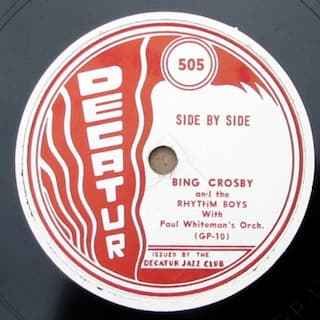 505
DECATUR
SIDE BY SIDE
BING CROSBY
and the
RHYTHM BOYS
With
Paul Whiteman's Orch.
(GP-10)
ISSUED BY THE
DECATUR JAZZ CLUB